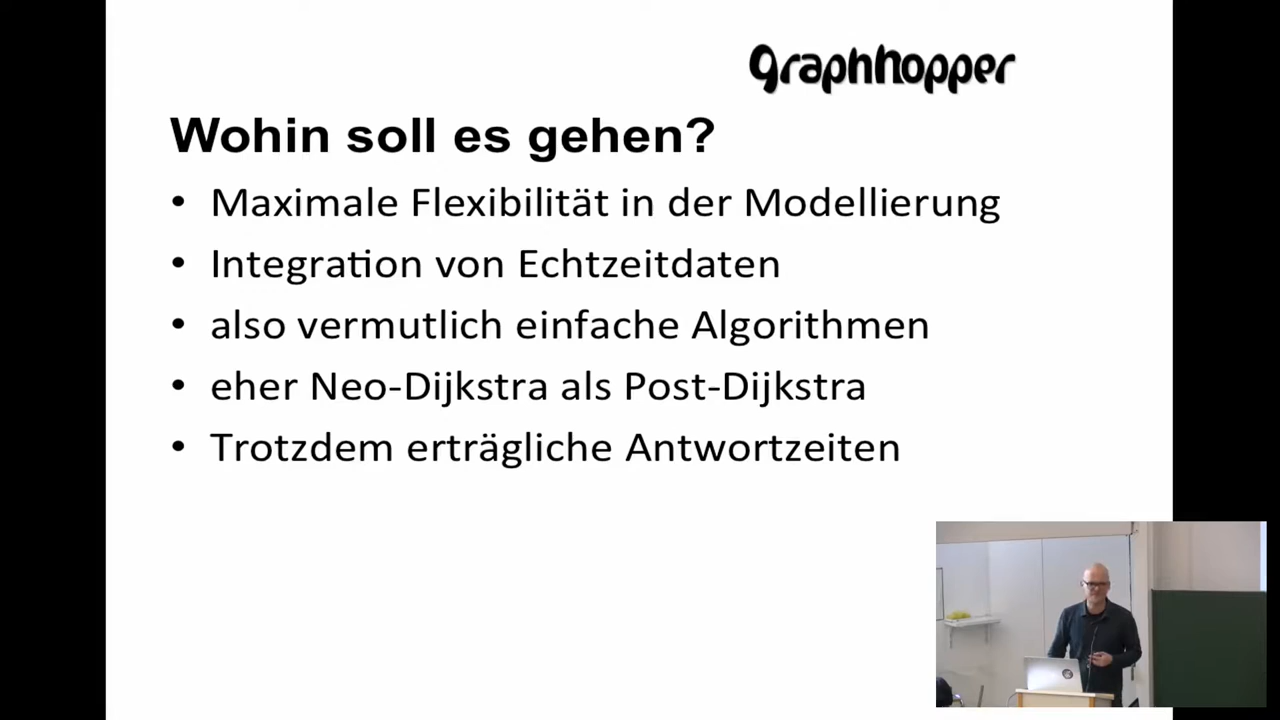 graphhopper
Wohin soll es gehen?
• Maximale Flexibilität in der Modellierung
• Integration von Echtzeitdaten
• also vermutlich einfache Algorithmen
• eher Neo-Dijkstra als Post-Dijkstra
• Trotzdem erträgliche Antwortzeiten